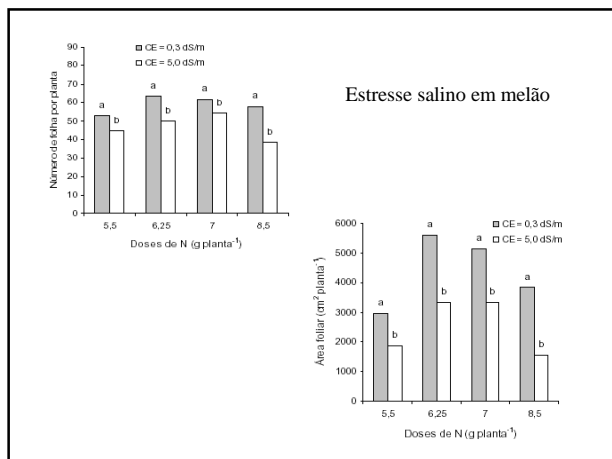 CE = 0,3 dS/m
CE = 5,0 dS/m
Número de folha por planta
90
80
70
60
50
40
30
20
10
0
a
b
a
b
a
b
a
b
5,5
6,25
7
8,5
Doses de N (g planta⁻¹)
Estresse salino em melão
CE = 0,3 dS/m
CE = 5,0 dS/m
Área foliar (cm² planta⁻¹)
6000
5000
4000
3000
2000
1000
0
a
b
a
b
a
b
a
b
5,5
6,25
7
8,5
Doses de N (g planta⁻¹)